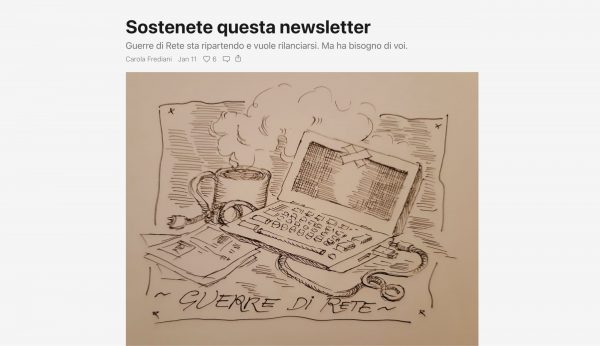 Sostenete questa newsletter
Guerre di Rete sta ripartendo e vuole rilanciarsi. Ma ha bisogno di voi.
Carola Frediani Jan 11 6
~ GUERRE DI RETE ~